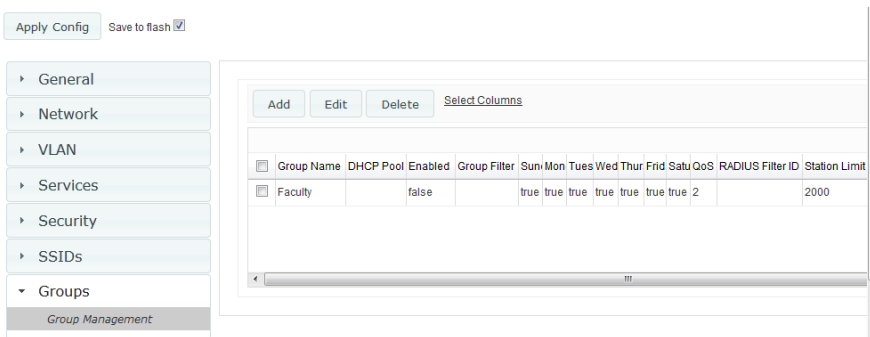 Apply Config Save to flash
General
Network
VLAN
Services
Security
SSIDs
Groups
Group Management
Add Edit Delete Select Columns
Group Name DHCP Pool Enabled Group Filter Sun Mon Tues Wed Thur Frid Satu QoS RADIUS Filter ID Station Limit
Faculty false true true true true true true true 2 2000